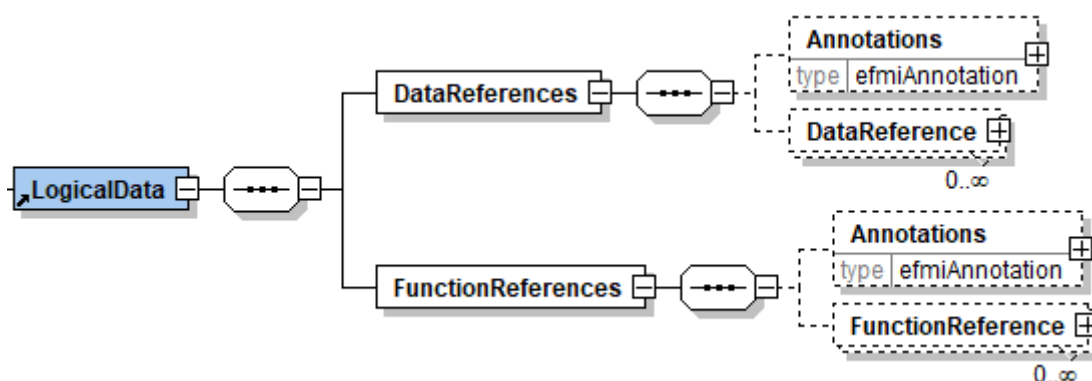 Annotations
type efmiAnnotation
DataReferences
DataReference
0..∞
LogicalData
Annotations
type efmiAnnotation
FunctionReferences
FunctionReference
0..∞